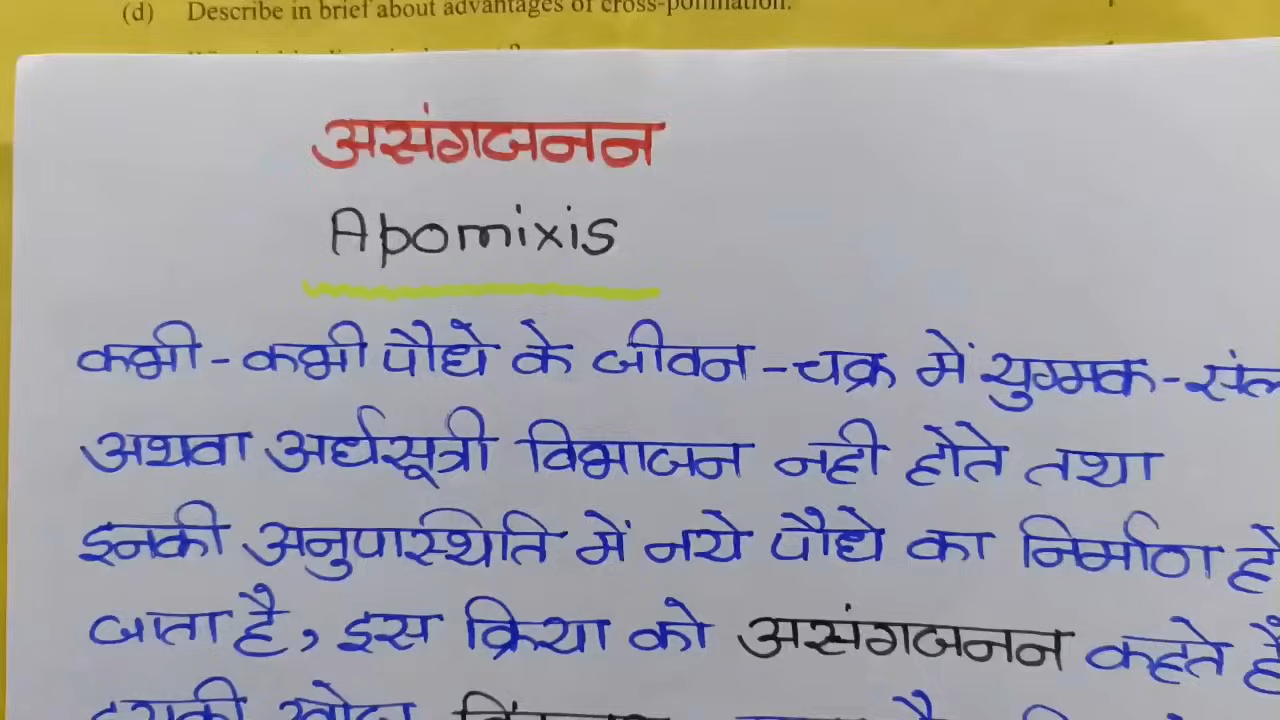 (d) Describe in brief about advantages of cross-pollination.
असंगजनन
Apomixis
कभी-कभी पौधे के जीवन-चक्र में युग्मक-
अथवा अर्धसूत्री विभाजन नही होते तथा
इनकी अनुपास्थिति में नये पौधे का निर्माण हो
जाता है, इस क्रिया को असंगजनन कहते हैं
इसकी खोज